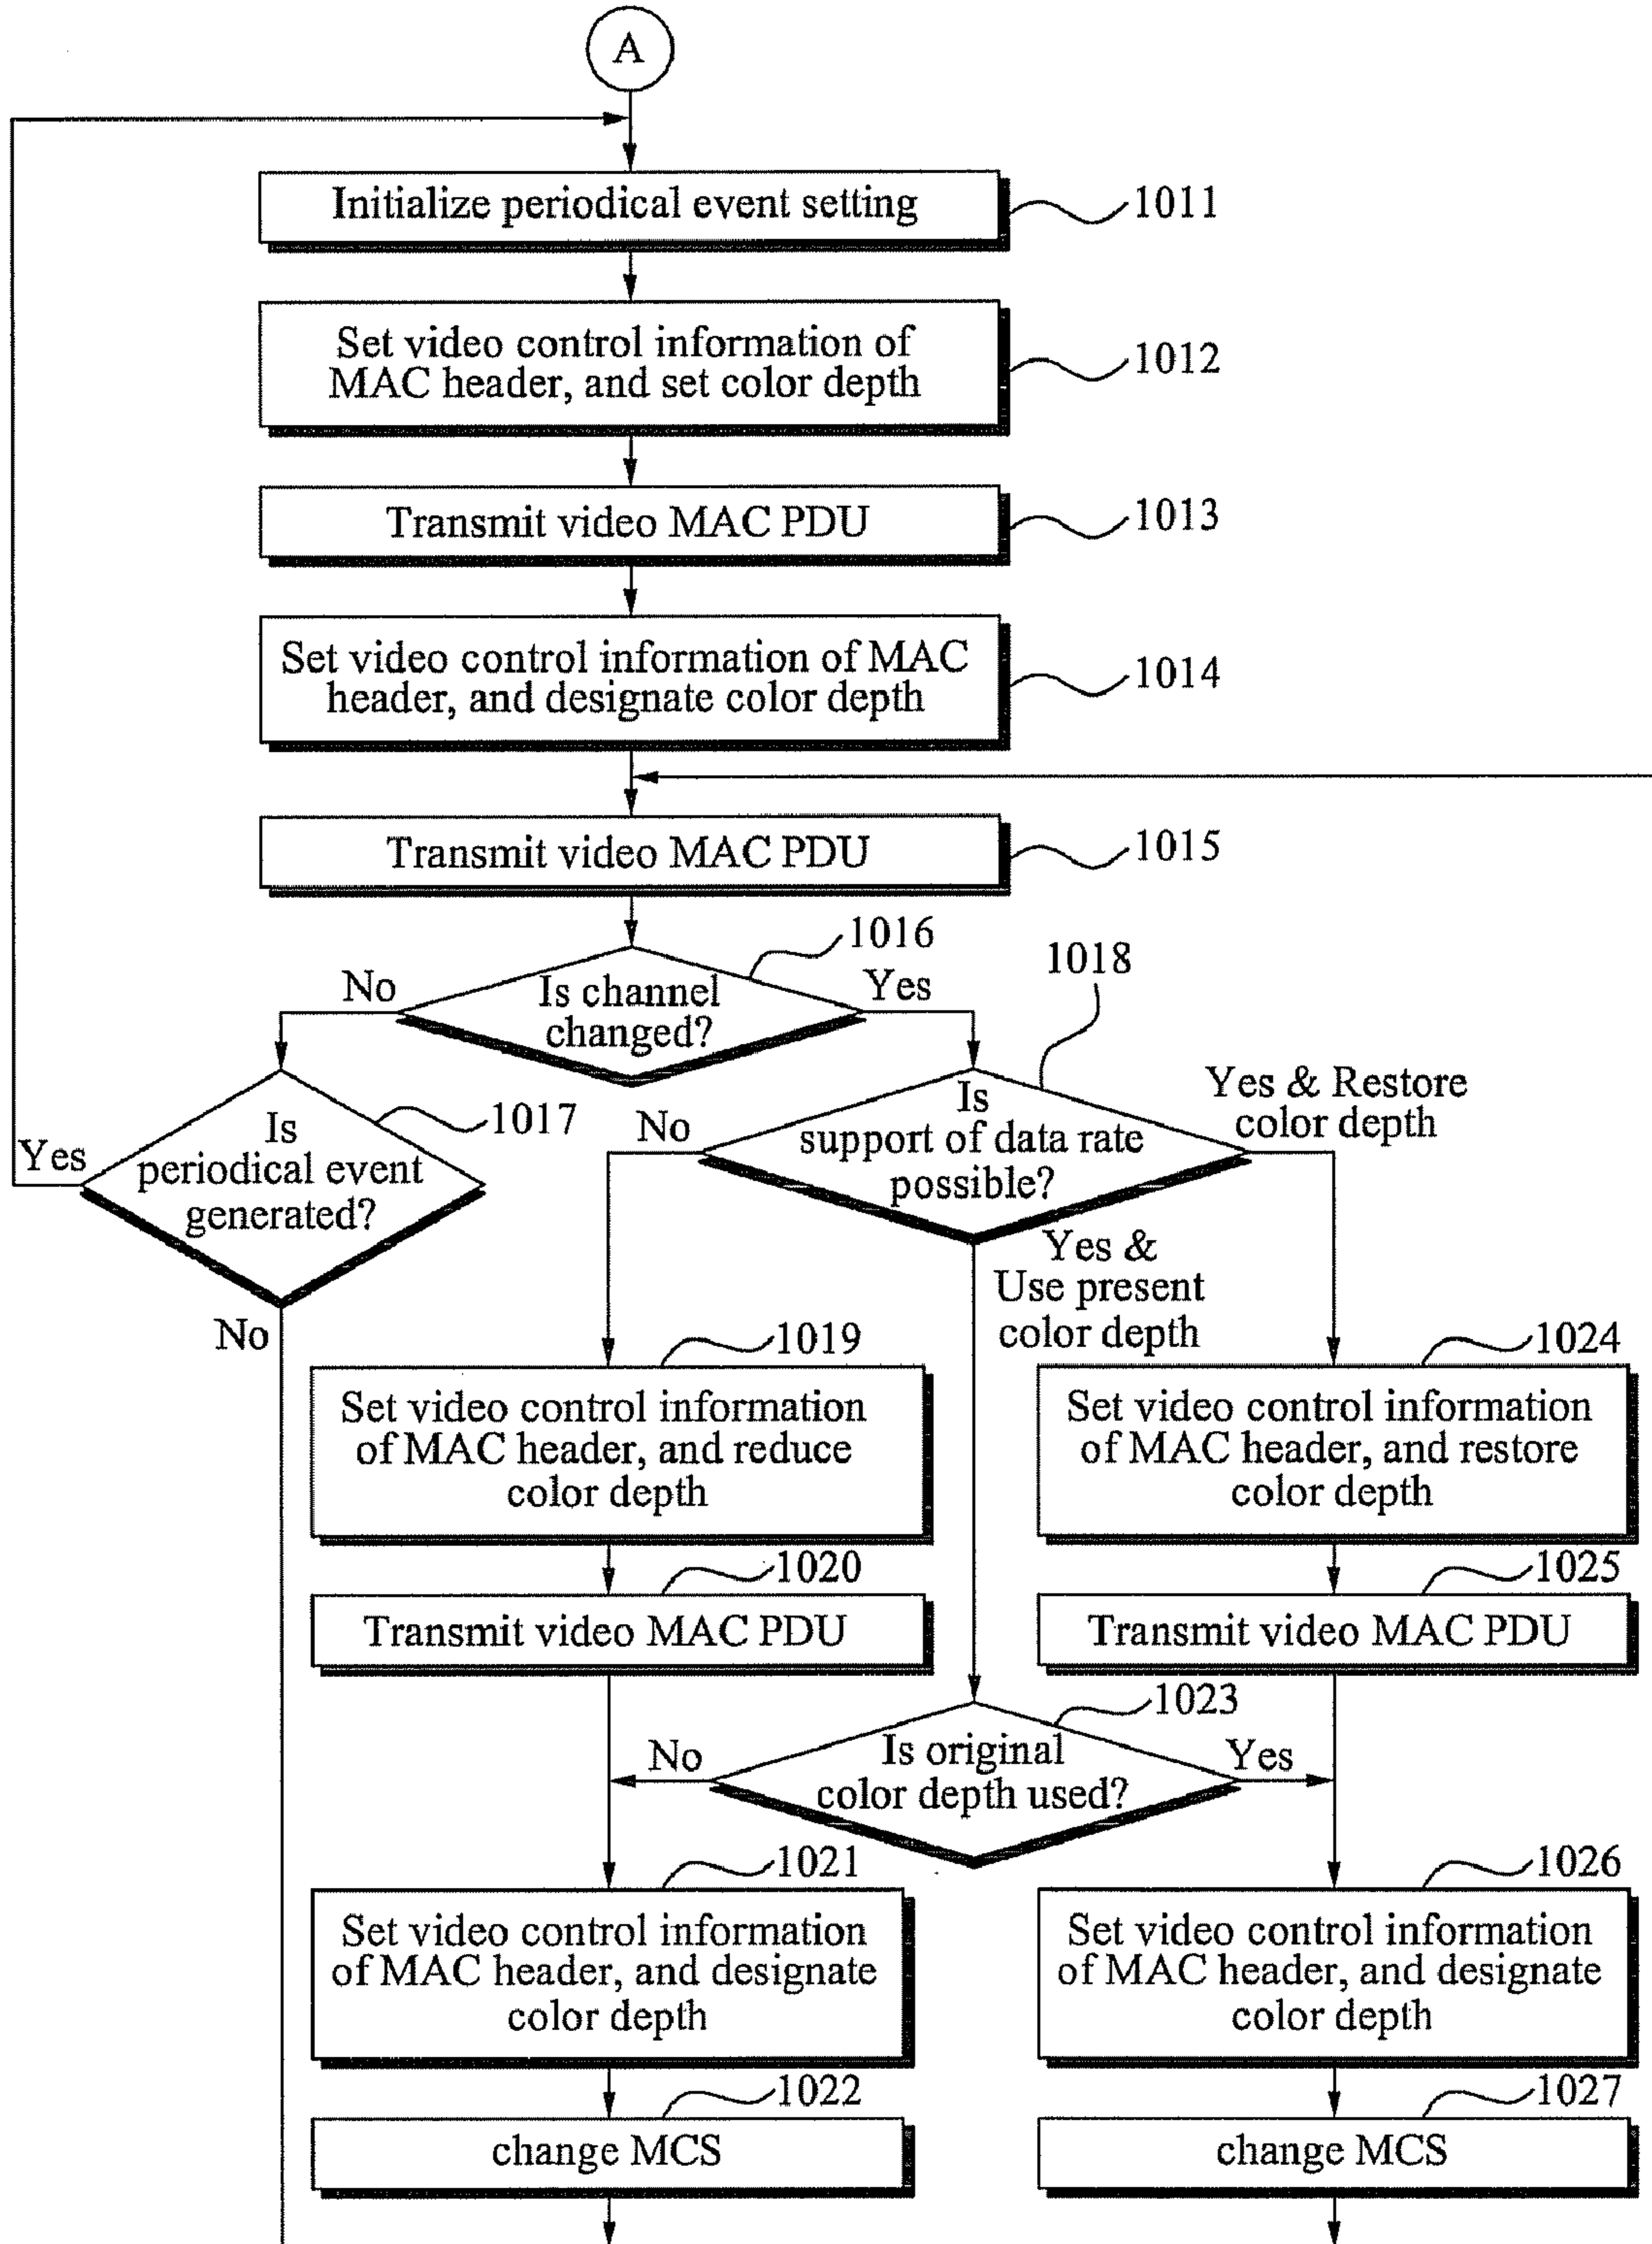 A
Initialize periodical event setting
1011
Set video control information of
MAC header, and set color depth
1012
Transmit video MAC PDU
1013
Set video control information of MAC
header, and designate color depth
1014
Transmit video MAC PDU
1015
1016
Is channel
changed?
No
Yes
1018
Is
periodical event
generated?
1017
Yes
No
Is
support of data rate
possible?
No
Yes & Restore
color depth
Yes &
Use present
color depth
1019
Set video control information
of MAC header, and reduce
color depth
1024
Set video control information
of MAC header, and restore
color depth
1020
Transmit video MAC PDU
1025
Transmit video MAC PDU
1023
Is original
color depth used?
No
Yes
1021
Set video control information
of MAC header, and designate
color depth
1026
Set video control information
of MAC header, and designate
color depth
1022
change MCS
1027
change MCS